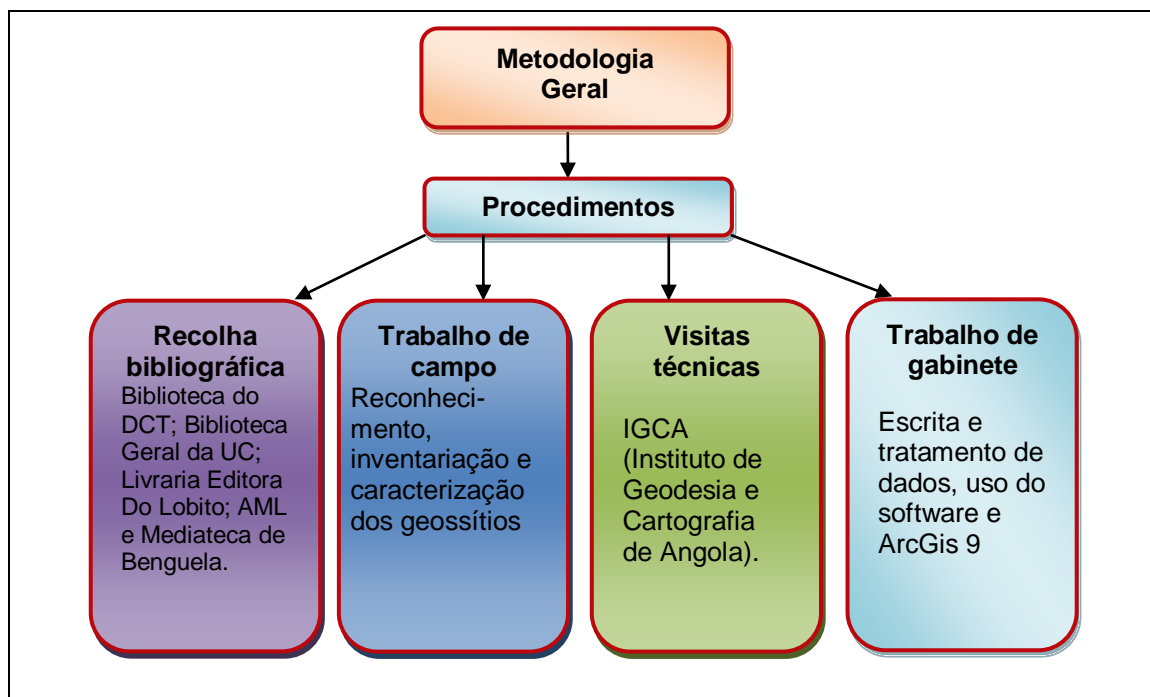 Metodologia
Geral
Procedimentos
Recolha
bibliográfica
Biblioteca do
DCT; Biblioteca
Geral da UC;
Livraria Editora
Do Lobito; AML
e Mediateca de
Benguela.
Trabalho de
campo
Reconheci-
mento,
inventariação e
caracterização
dos geossítios
Visitas
técnicas
IGCA
(Instituto de
Geodesia e
Cartografia
de Angola).
Trabalho de
gabinete
Escrita e
tratamento de
dados, uso do
software e
ArcGis 9